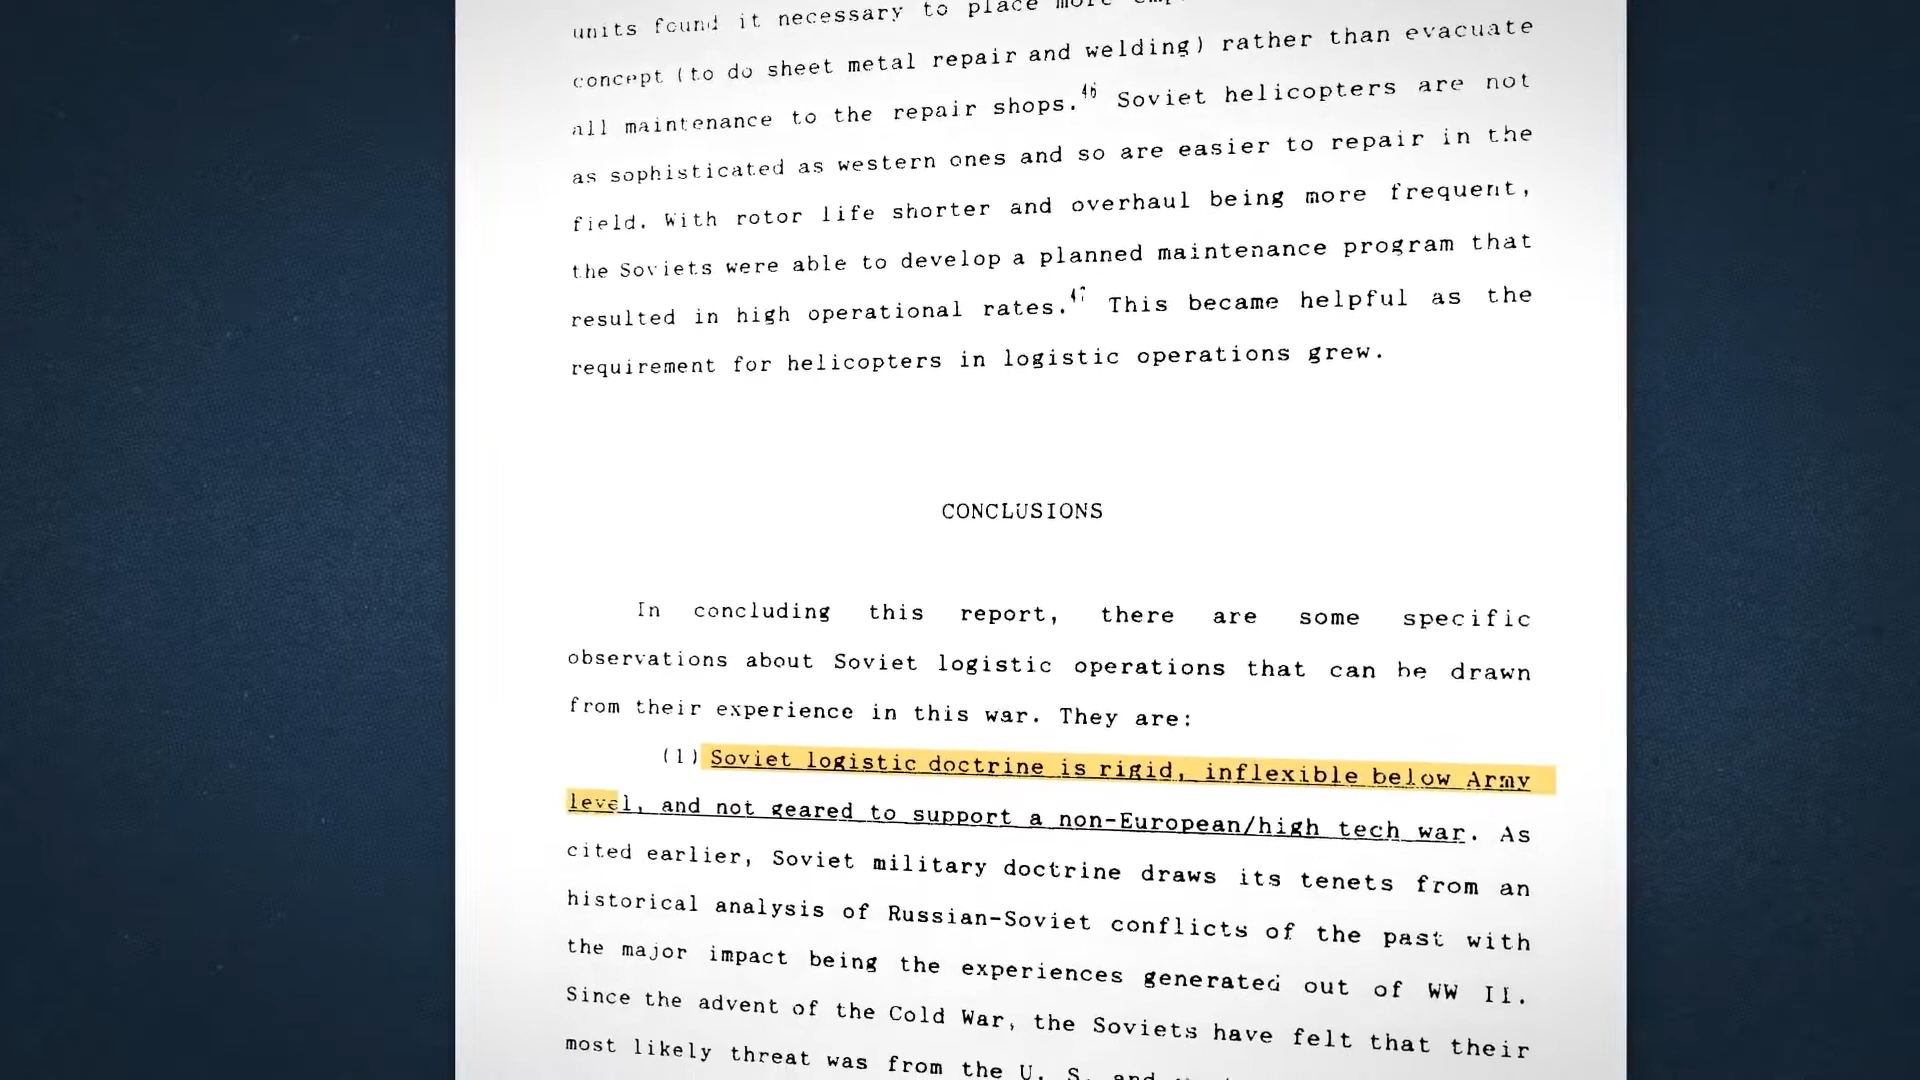 units found it necessary to place more
concept (to do sheet metal repair and welding) rather than evacuate
all maintenance to the repair shops.46 Soviet helicopters are not
as sophisticated as western ones and so are easier to repair in the
field. With rotor life shorter and overhaul being more frequent,
the Soviets were able to develop a planned maintenance program that
resulted in high operational rates.47 This became helpful as the
requirement for helicopters in logistic operations grew.
CONCLUSIONS
In concluding this report, there are some specific
observations about Soviet logistic operations that can be drawn
from their experience in this war. They are:
(1) Soviet logistic doctrine is rigid, inflexible below Army
level, and not geared to support a non-European/high tech war. As
cited earlier, Soviet military doctrine draws its tenets from an
historical analysis of Russian-Soviet conflicts of the past with
the major impact being the experiences generated out of WW II.
Since the advent of the Cold War, the Soviets have felt that their
most likely threat was from the U. S. and